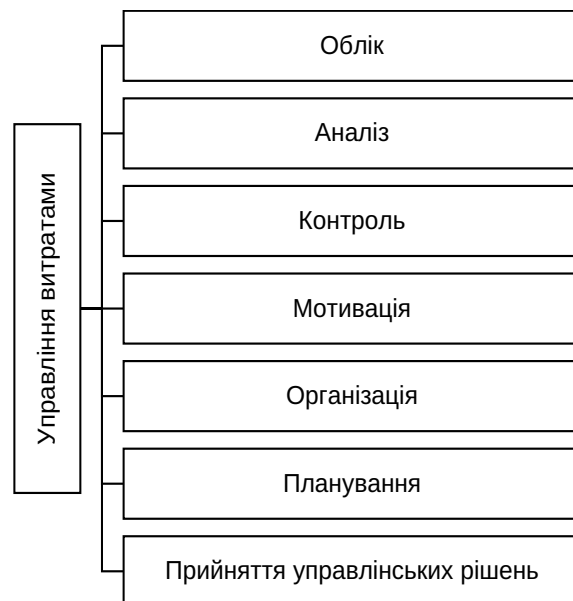 Управління витратами
Облік
Аналіз
Контроль
Мотивація
Організація
Планування
Прийняття управлінських рішень